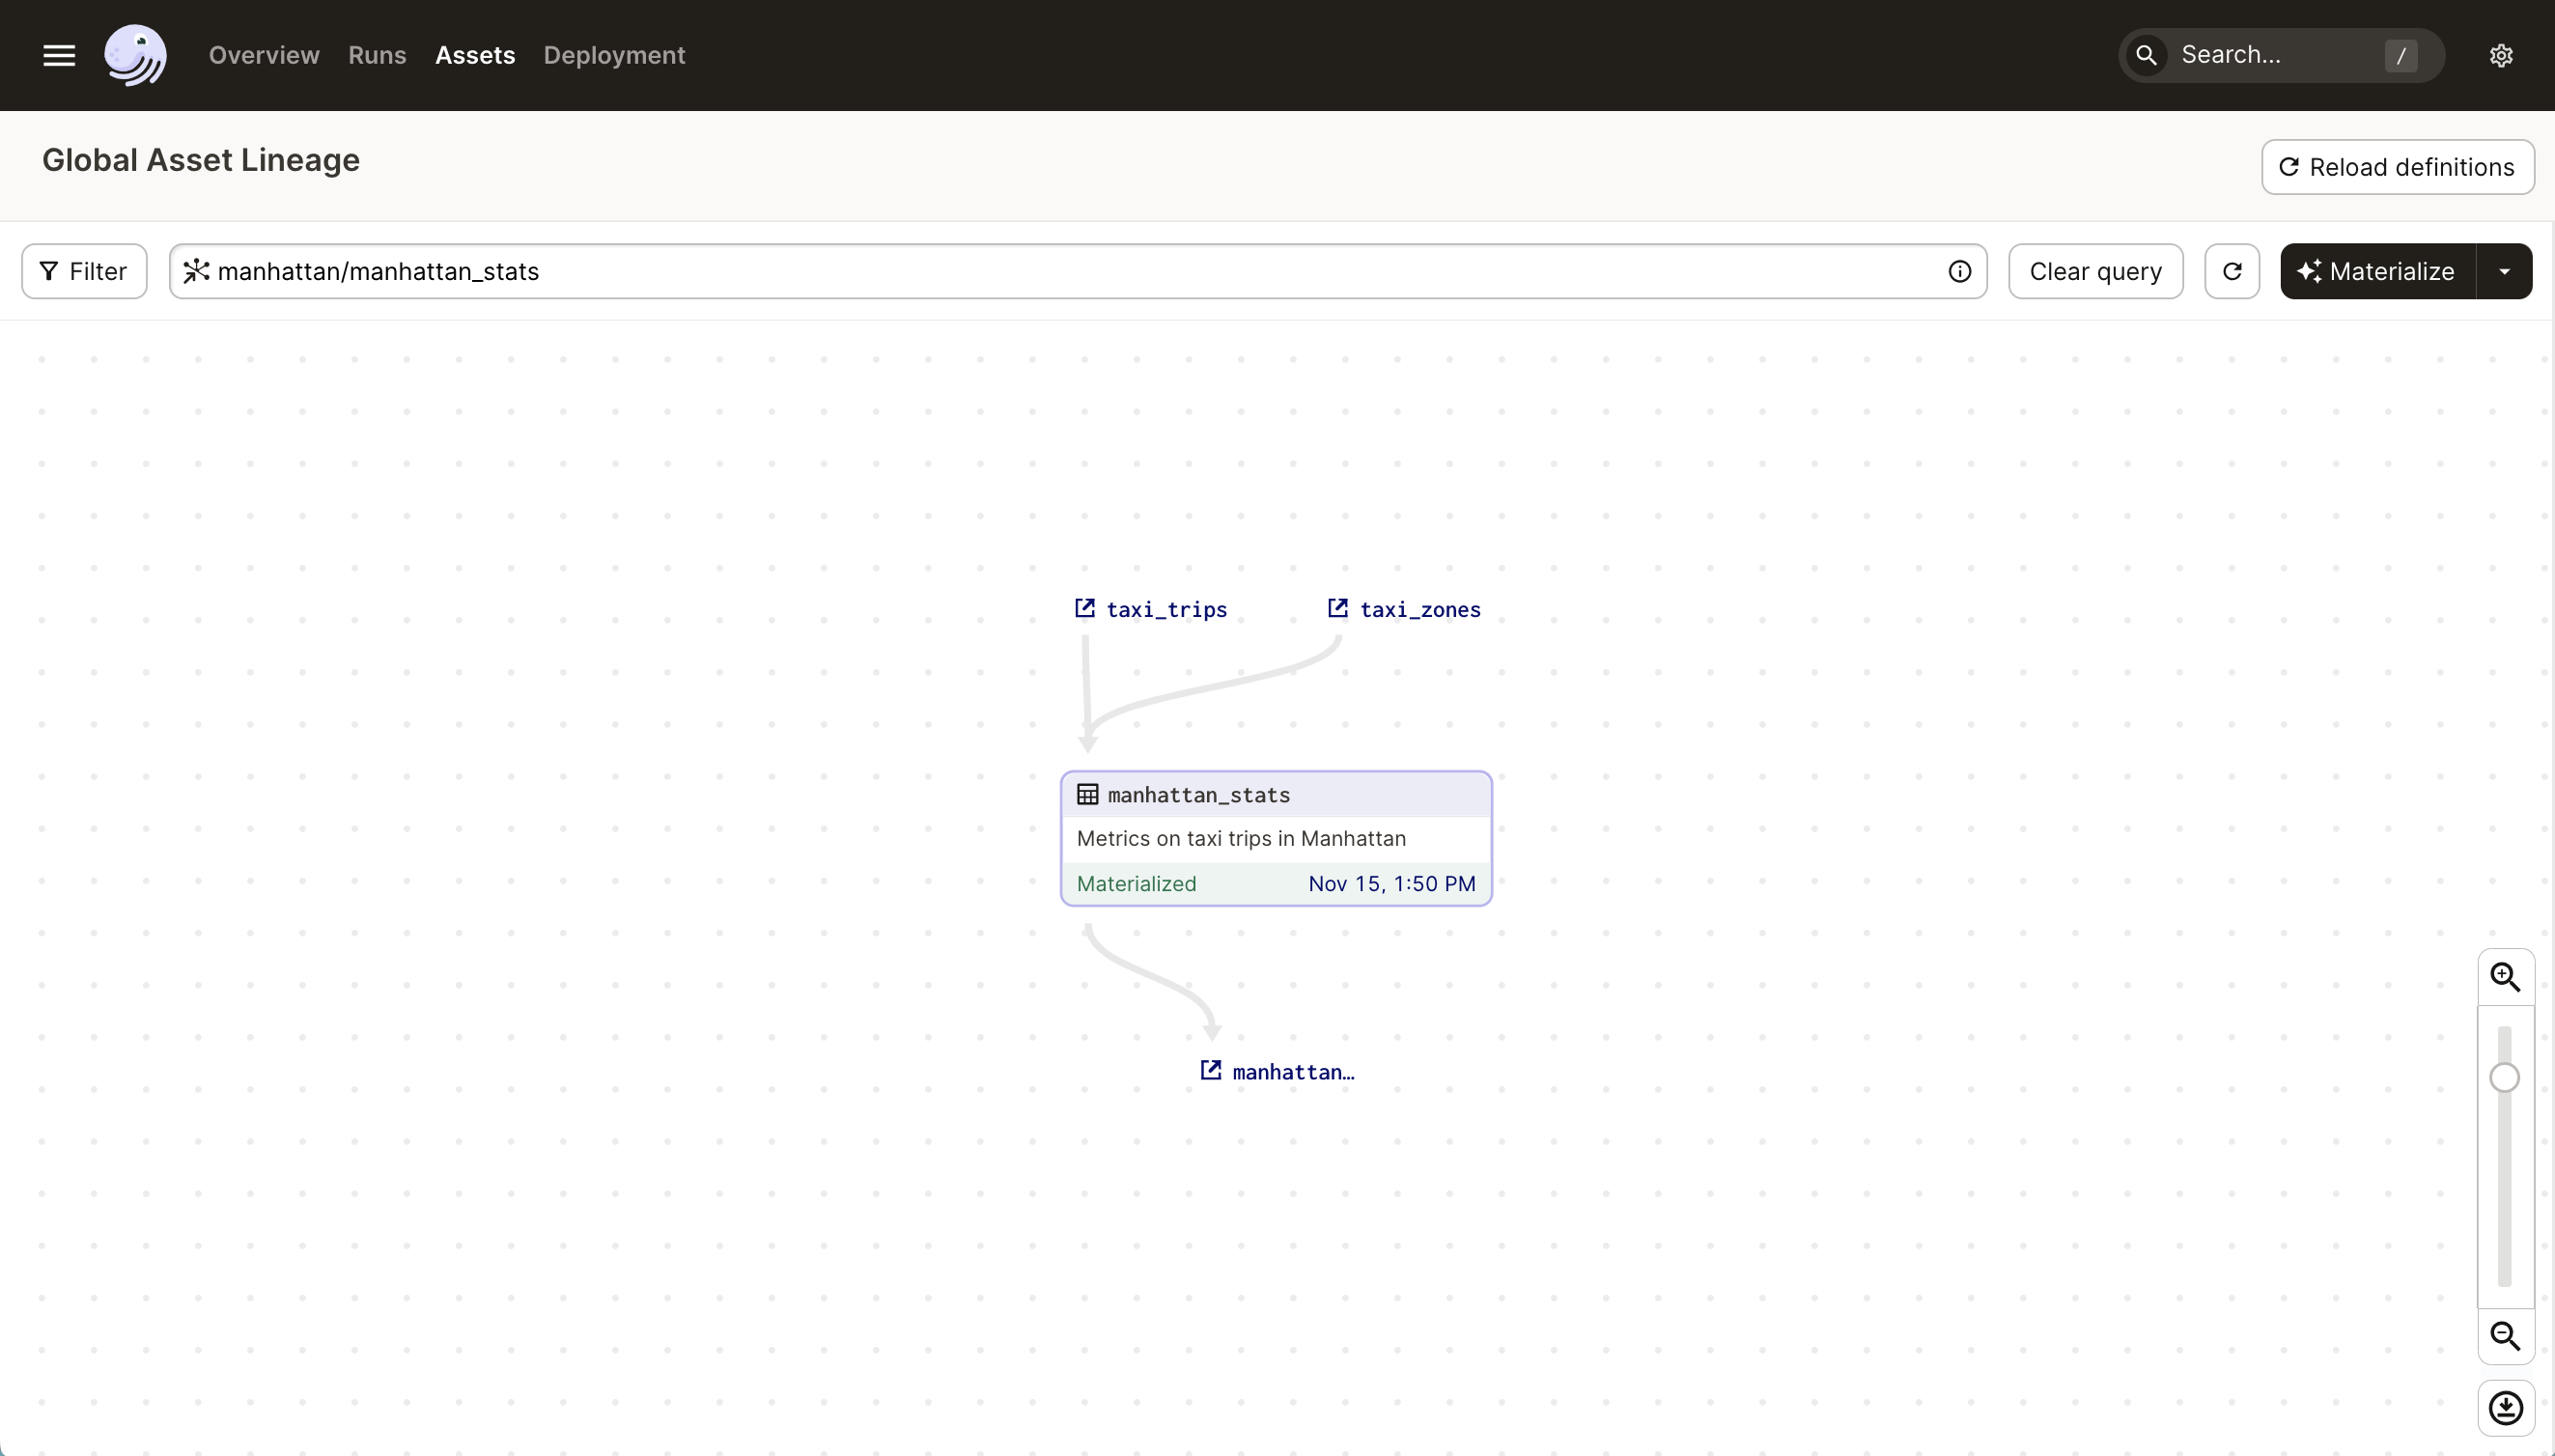 Overview Runs Assets Deployment Search... /
Global Asset Lineage
Reload definitions
Filter manhattan/manhattan_stats Clear query Materialize
taxi_trips taxi_zones
manhattan_stats
Metrics on taxi trips in Manhattan
Materialized Nov 15, 1:50 PM
manhattan…